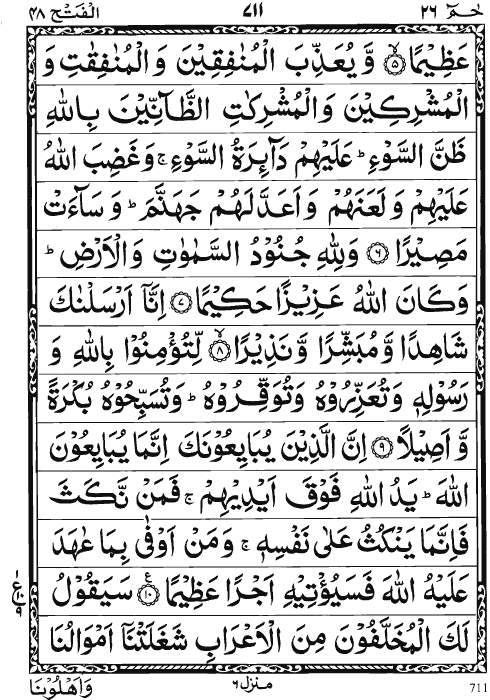 حٰمٓ ٢٦
٧١١
الفتح ٤٨
عَظِيْمًا ۙ‏﴿۵﴾ وَّ يُعَذِّبَ الْمُنٰفِقِيْنَ وَ الْمُنٰفِقٰتِ وَ
الْمُشْرِكِيْنَ وَالْمُشْرِكٰتِ الظَّآنِّيْنَ بِاللّٰهِ
ظَنَّ السَّوْءِ ؕ عَلَيْهِمْ دَآىِٕرَةُ السَّوْءِ ۚ وَ غَضِبَ اللّٰهُ
عَلَيْهِمْ وَ لَعَنَهُمْ وَ اَعَدَّ لَهُمْ جَهَنَّمَ ؕ وَ سَآءَتْ
مَصِيْرًا ﴿۶﴾ وَ لِلّٰهِ جُنُوْدُ السَّمٰوٰتِ وَ الْاَرْضِ ؕ
وَ كَانَ اللّٰهُ عَزِيْزًا حَكِيْمًا ﴿۷﴾ اِنَّاۤ اَرْسَلْنٰكَ
شَاهِدًا وَّ مُبَشِّرًا وَّ نَذِيْرًا ۙ﴿۸﴾ لِّتُؤْمِنُوْا بِاللّٰهِ وَ
رَسُوْلِهٖ وَ تُعَزِّرُوْهُ وَ تُوَقِّرُوْهُ ؕ وَ تُسَبِّحُوْهُ بُكْرَةً
وَّ اَصِيْلًا ﴿۹﴾ اِنَّ الَّذِيْنَ يُبَايِعُوْنَكَ اِنَّمَا يُبَايِعُوْنَ
اللّٰهَ ؕ يَدُ اللّٰهِ فَوْقَ اَيْدِيْهِمْ ۚ فَمَنْ نَّكَثَ
فَاِنَّمَا يَنْكُثُ عَلٰى نَفْسِهٖ ۚ وَ مَنْ اَوْفٰى بِمَا عٰهَدَ
عَلَيْهُ اللّٰهَ فَسَيُؤْتِيْهِ اَجْرًا عَظِيْمًا ﴿۱۰﴾ سَيَقُوْلُ
لَكَ الْمُخَلَّفُوْنَ مِنَ الْاَعْرَابِ شَغَلَتْنَاۤ اَمْوَالُنَا
منزل ٦
وَ اَهْلُوْنَا
711